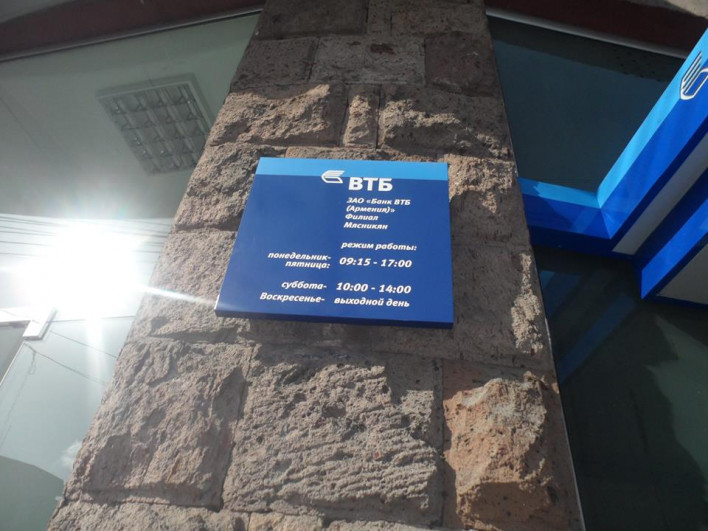 ВТБ
ЗАО «Банк ВТБ
(Армения)»
Филиал
Мясникян
режим работы:
понедельник-
пятница: 09:15 - 17:00
суббота- 10:00 - 14:00
Воскресенье- выходной день